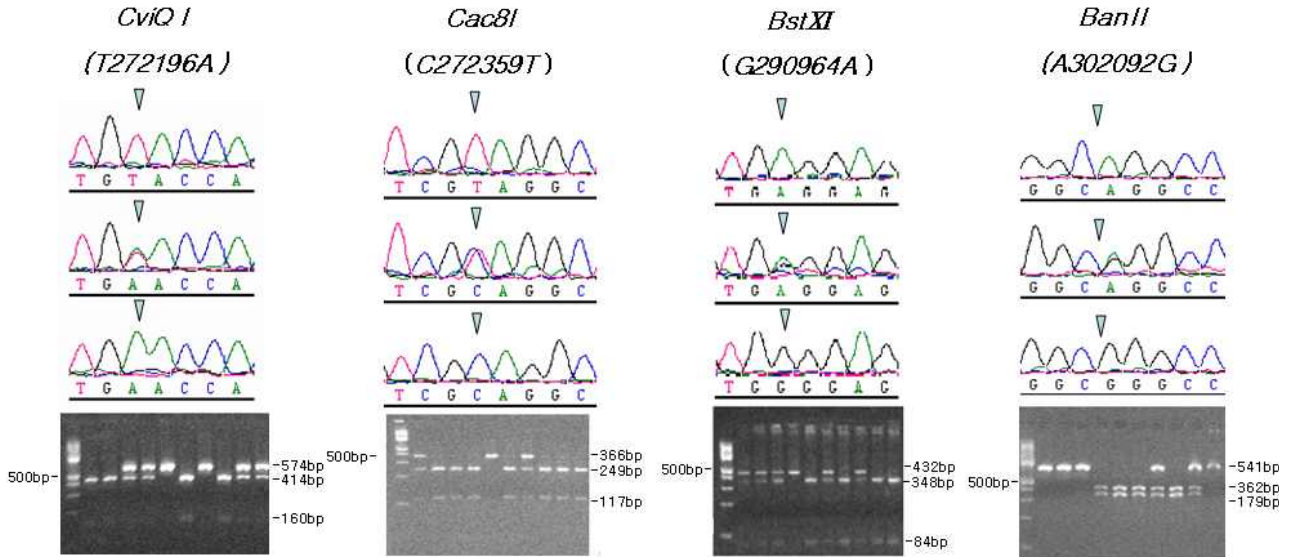 CviQ I
(T272196A)
T G T A C C A
T G A A C C A
T G A A C C A
500bp-
-574bp
-414bp
-160bp
Cac8I
(C272359T)
T C G T A G G C
T C G C A G G C
T C G C A G G C
500bp-
-366bp
-249bp
-117bp
BstXI
(G290964A)
T G A G G A G
T G A G G A G
T G G G G A G
500bp-
-432bp
-348bp
-84bp
BanII
(A302092G)
G G C A G G C C
G G C A G G C C
G G C G G G C C
500bp-
-541bp
-362bp
-179bp